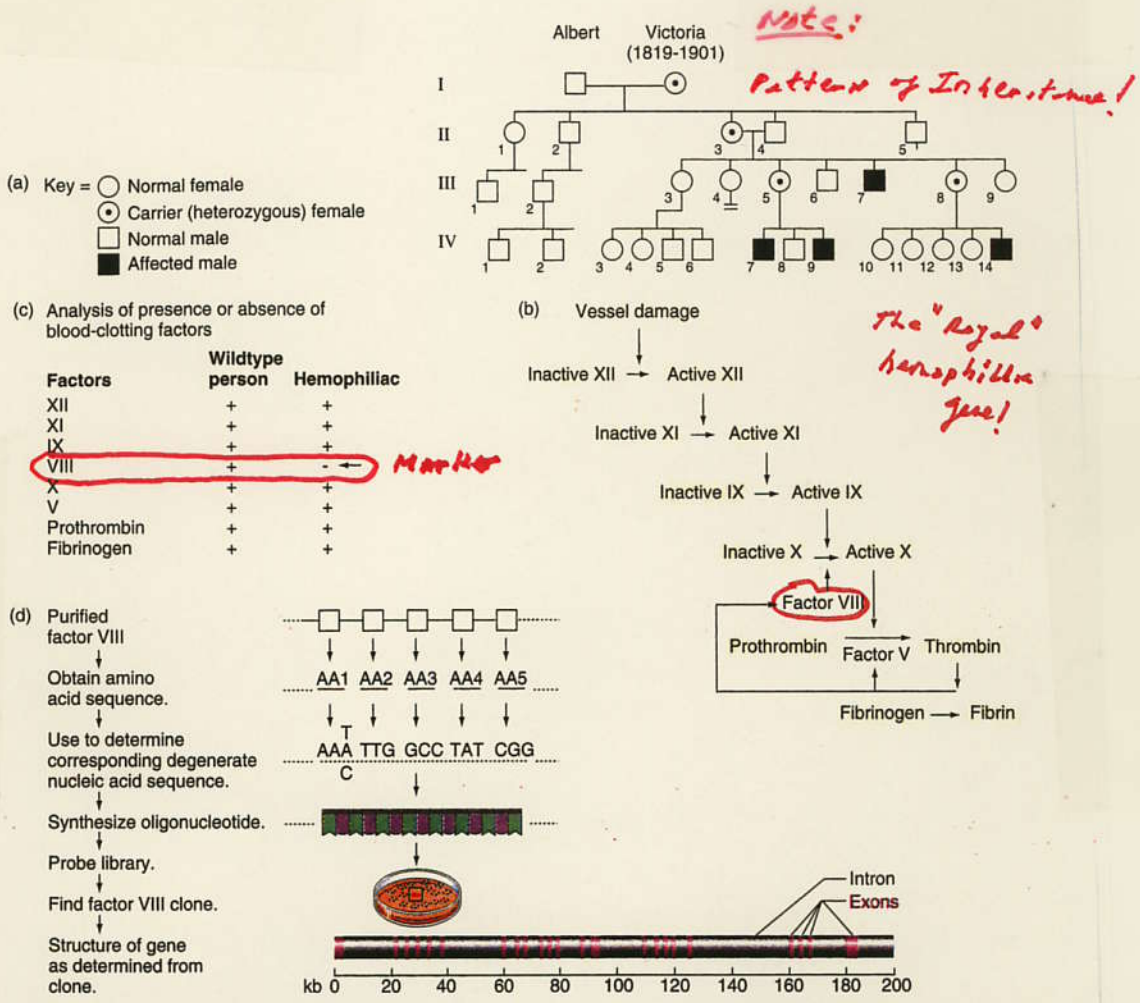 Albert
Victoria
(1819-1901)
Note:
Pattern of Inheritance!
I
II
1 2 3 4 5
III
1 2 3 4 5 6 7 8 9
IV
1 2 3 4 5 6 7 8 9 10 11 12 13 14
(a) Key =
Normal female
Carrier (heterozygous) female
Normal male
Affected male
(c) Analysis of presence or absence of
blood-clotting factors
Factors Wildtype person Hemophiliac
XII + +
XI + +
IX + +
VIII + - ←
X + +
V + +
Prothrombin + +
Fibrinogen + +
Marker
(b) Vessel damage
Inactive XII → Active XII
Inactive XI → Active XI
Inactive IX → Active IX
Inactive X → Active X
Factor VIII
Prothrombin → Thrombin
Factor V
Fibrinogen → Fibrin
The "Royal"
hemophilia
gene!
(d) Purified
factor VIII
Obtain amino
acid sequence.
Use to determine
corresponding degenerate
nucleic acid sequence.
Synthesize oligonucleotide.
Probe library.
Find factor VIII clone.
Structure of gene
as determined from
clone.
AA1 AA2 AA3 AA4 AA5
T
AAA TTG GCC TAT CGG
C
Intron
Exons
kb 0 20 40 60 80 100 120 140 160 180 200